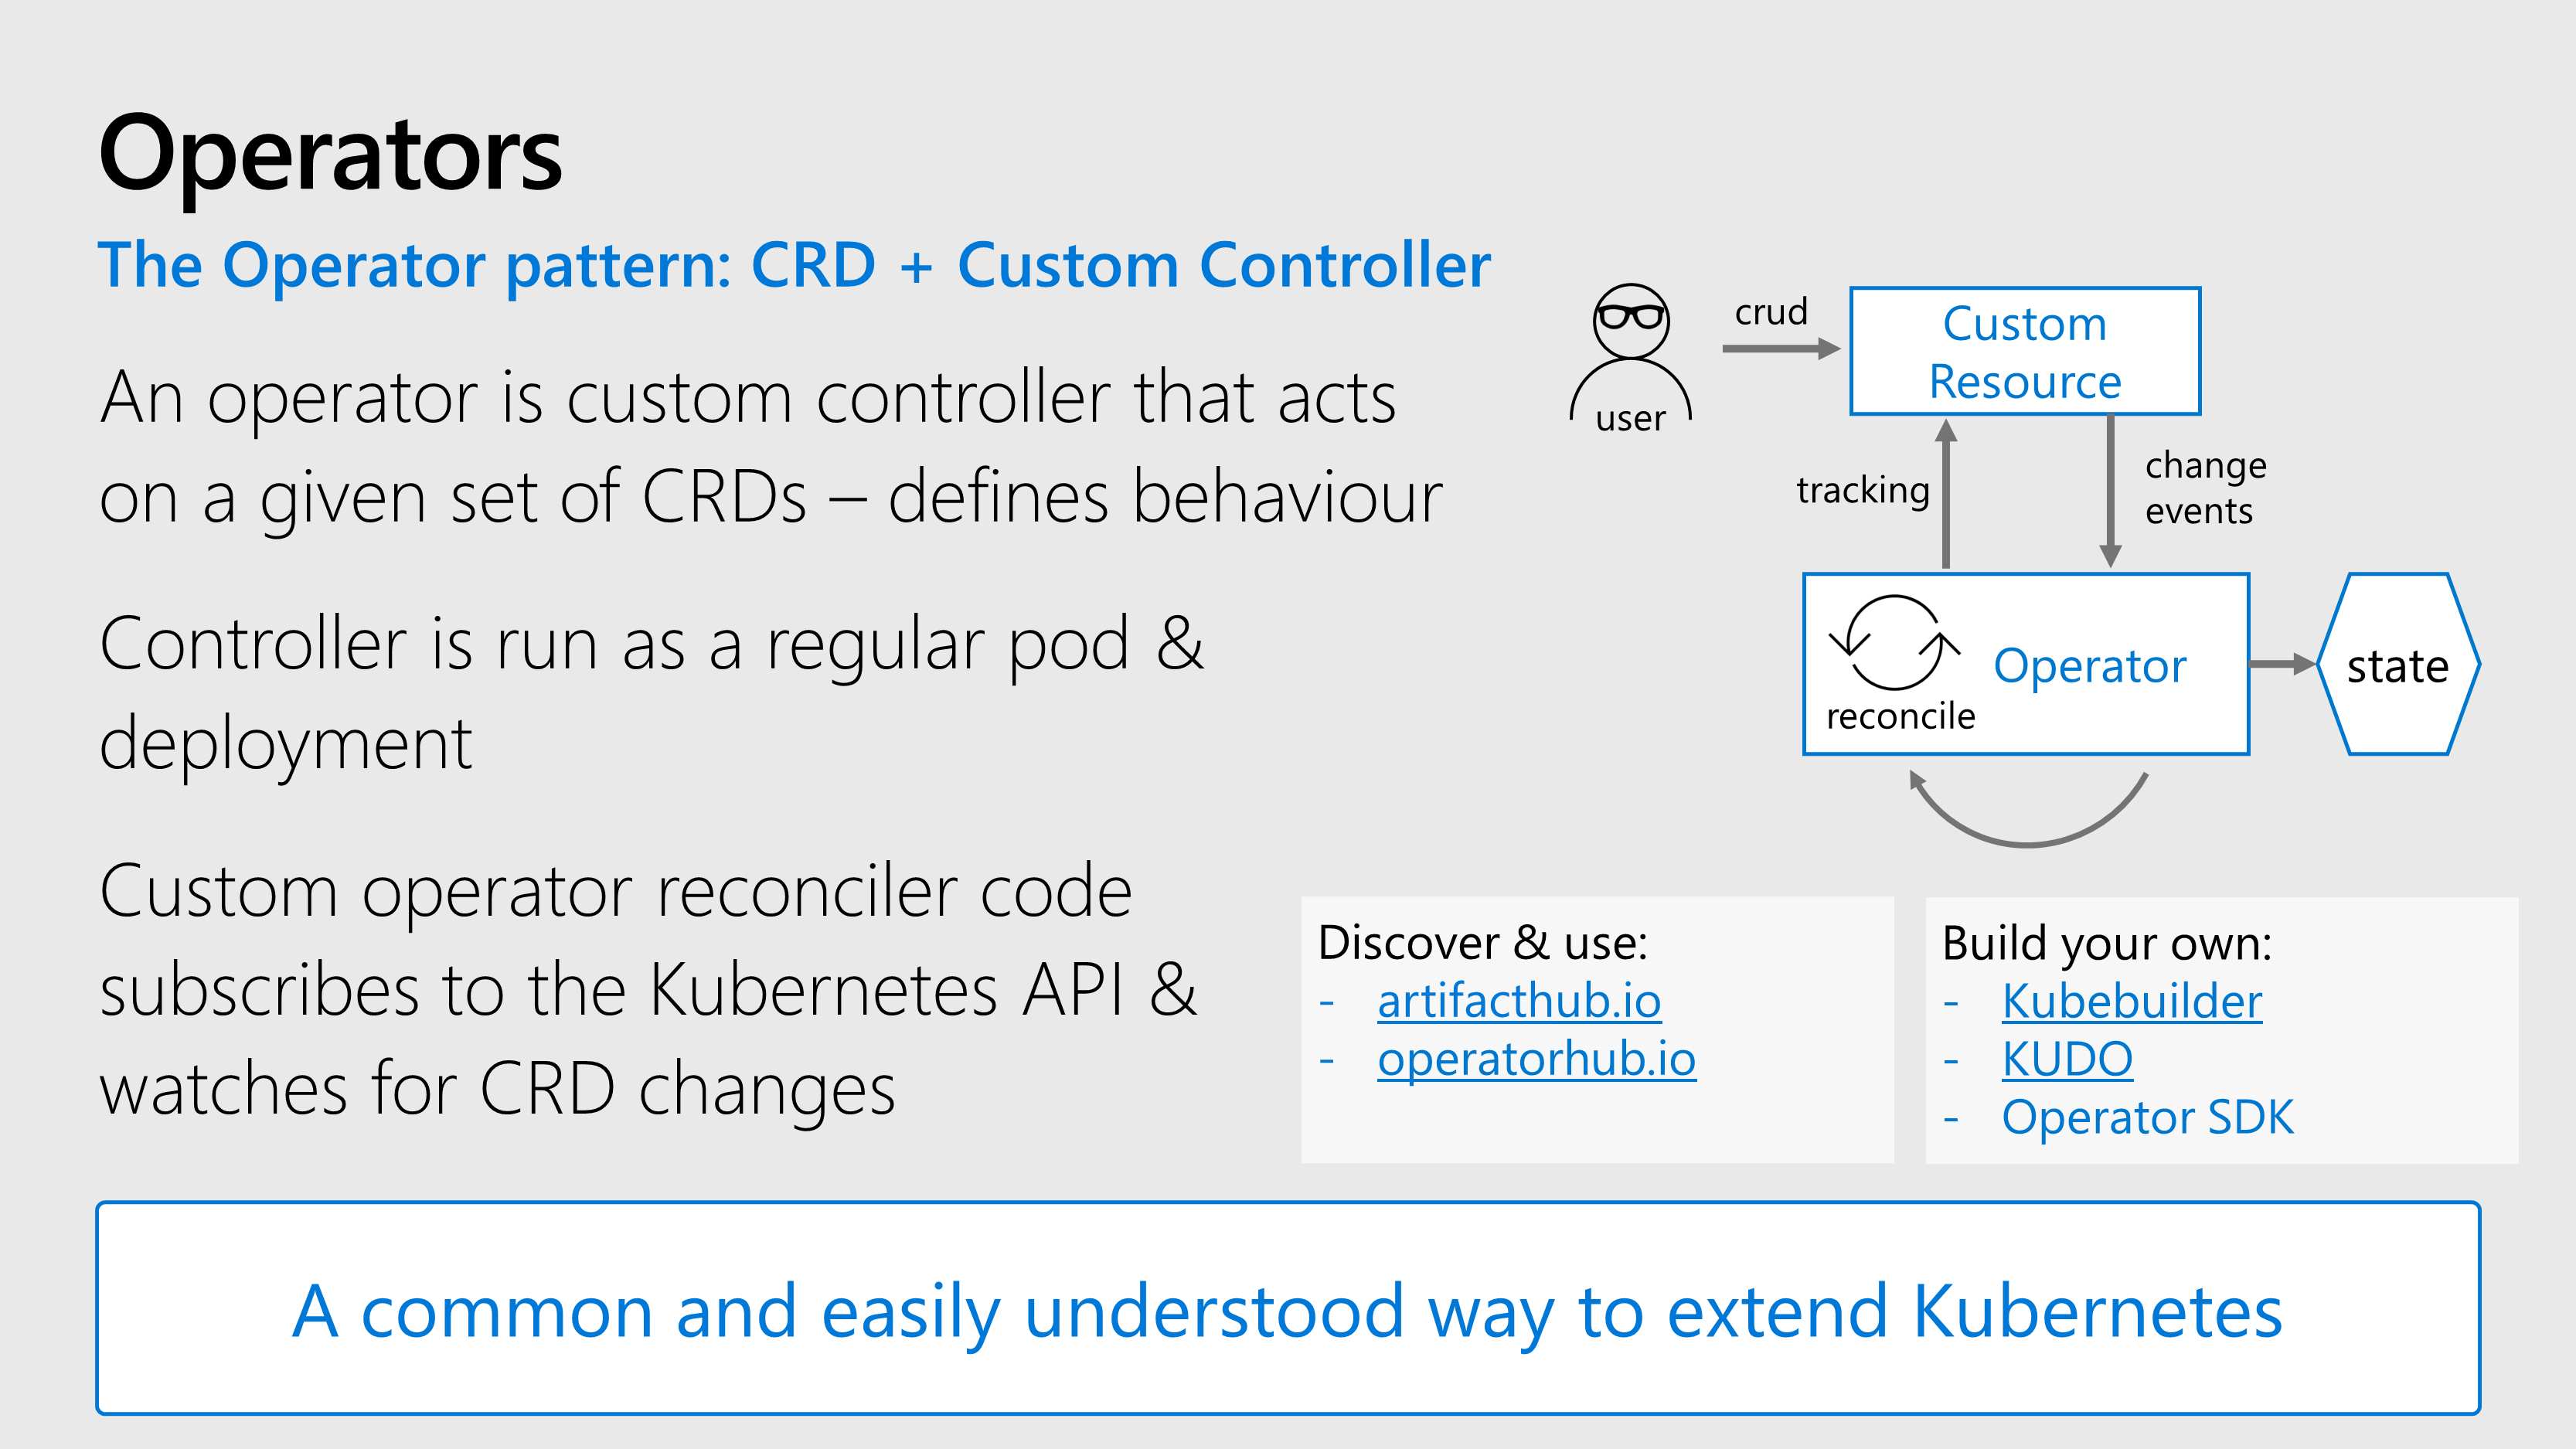 Operators
The Operator pattern: CRD + Custom Controller
An operator is custom controller that acts
on a given set of CRDs – defines behaviour
Controller is run as a regular pod &
deployment
Custom operator reconciler code
subscribes to the Kubernetes API &
watches for CRD changes
user
crud
Custom
Resource
tracking
change
events
reconcile
Operator
state
Discover & use:
- artifacthub.io
- operatorhub.io
Build your own:
- Kubebuilder
- KUDO
- Operator SDK
A common and easily understood way to extend Kubernetes